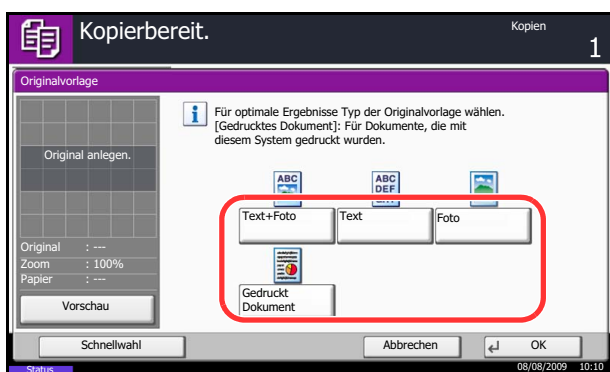 Kopierbereit.
Kopien
1
Originalvorlage
Original anlegen.
Für optimale Ergebnisse Typ der Originalvorlage wählen.
[Gedrucktes Dokument]: Für Dokumente, die mit
diesem System gedruckt wurden.
ABC
ABC
DEF
Text+Foto
Text
Foto
Gedruckt
Dokument
Original : ---
Zoom : 100%
Papier : ---
Vorschau
Schnellwahl
Abbrechen
OK
Status
08/08/2009 10:10